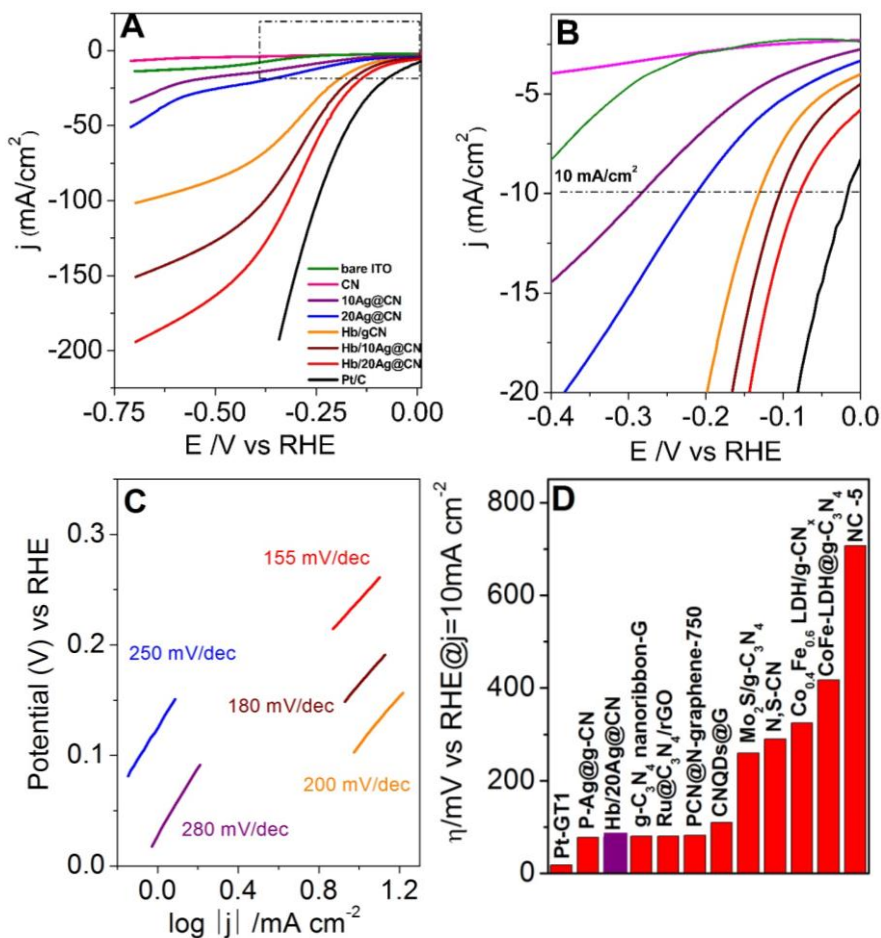 A
0
-50
-100
-150
-200
j (mA/cm²)
bare ITO
CN
10Ag@CN
20Ag@CN
Hb/gCN
Hb/10Ag@CN
Hb/20Ag@CN
Pt/C
-0.75
-0.50
-0.25
0.00
E /V vs RHE
B
-5
-10
-15
-20
j (mA/cm²)
10 mA/cm²
-0.4
-0.3
-0.2
-0.1
0.0
E /V vs RHE
C
0.3
0.2
0.1
0.0
Potential (V) vs RHE
155 mV/dec
250 mV/dec
180 mV/dec
200 mV/dec
280 mV/dec
0.0
0.4
0.8
1.2
log |j| /mA cm⁻²
D
800
600
400
200
0
η/mV vs RHE@j=10mA cm⁻²
Pt-GT1
P-Ag@g-CN
Hb/20Ag@CN
g-C₃N₄ nanoribbon-G
Ru@C₃N₄/rGO
PCN@N-graphene-750
CNQDs@G
Mo₂S/g-C₃N₄
N,S-CN
Co₀.₄Fe₀.₆ LDH/g-CNₓ
CoFe-LDH@g-C₃N₄
NC -5